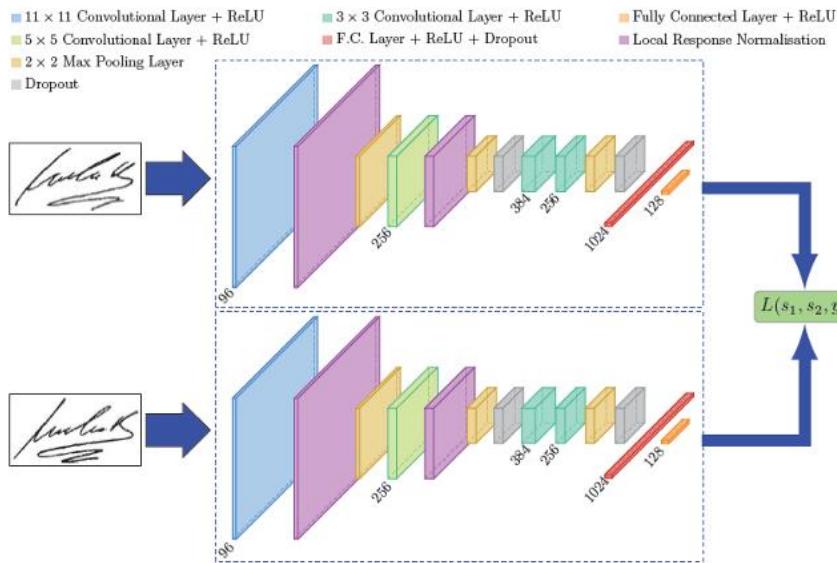 11 × 11 Convolutional Layer + ReLU
3 × 3 Convolutional Layer + ReLU
Fully Connected Layer + ReLU
5 × 5 Convolutional Layer + ReLU
F.C. Layer + ReLU + Dropout
Local Response Normalisation
2 × 2 Max Pooling Layer
Dropout
96
256
384
256
1024
128
L(s₁, s₂, y
96
256
384
256
1024
128